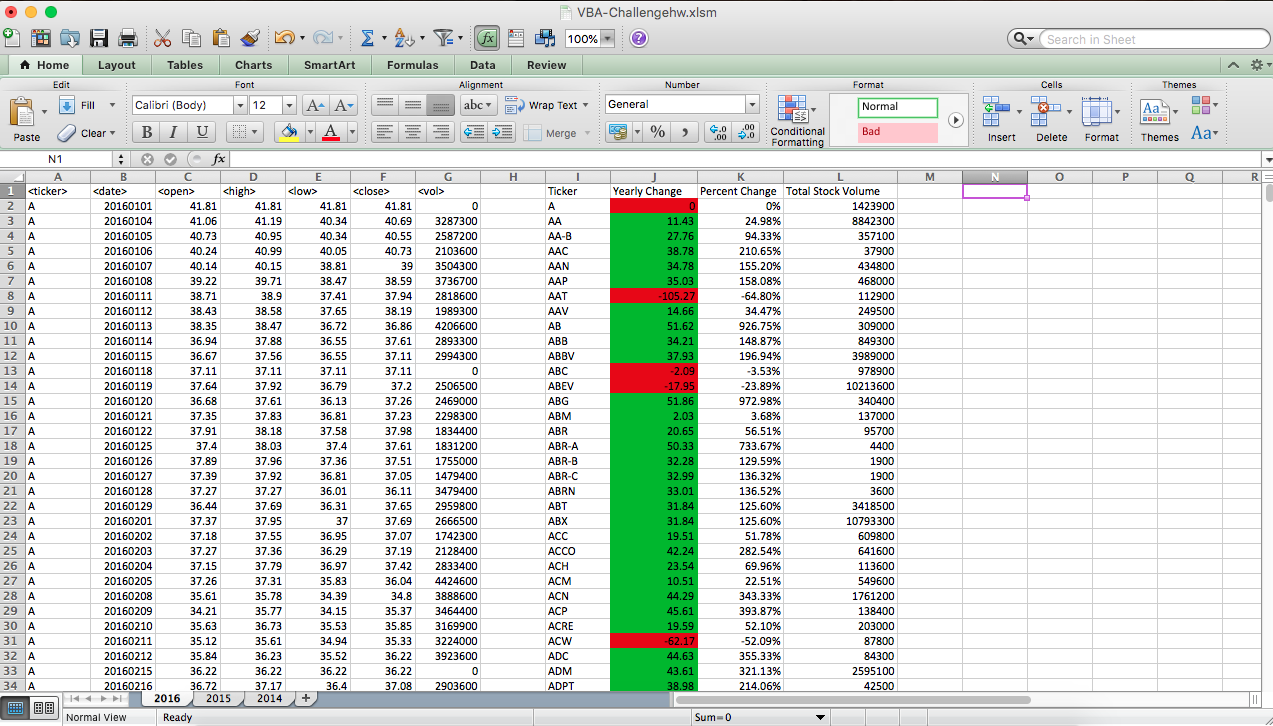 VBA-Challengehw.xlsm
100%
Search in Sheet
Home Layout Tables Charts SmartArt Formulas Data Review
Edit Font Alignment Number Format Cells Themes
Fill Calibri (Body) 12 A A abc Wrap Text General Normal
Paste Clear B I U A Merge % , .0 .00 .00 .0 Conditional Formatting Bad Insert Delete Format Themes Aa
N1 fx
A B C D E F G H I J K L M N O P Q R
1 <ticker> <date> <open> <high> <low> <close> <vol> Ticker Yearly Change Percent Change Total Stock Volume
2 A 20160101 41.81 41.81 41.81 41.81 0 A 0 0% 1423900
3 A 20160104 41.06 41.19 40.34 40.69 3287300 AA 11.43 24.98% 8842300
4 A 20160105 40.73 40.95 40.34 40.55 2587200 AA-B 27.76 94.33% 357100
5 A 20160106 40.24 40.99 40.05 40.73 2103600 AAC 38.78 210.65% 37900
6 A 20160107 40.14 40.15 38.81 39 3504300 AAN 34.78 155.20% 434800
7 A 20160108 39.22 39.71 38.47 38.59 3736700 AAP 35.03 158.08% 468000
8 A 20160111 38.71 38.9 37.41 37.94 2818600 AAT -105.27 -64.80% 112900
9 A 20160112 38.43 38.58 37.65 38.19 1989300 AAV 14.66 34.47% 249500
10 A 20160113 38.35 38.47 36.72 36.86 4206600 AB 51.62 926.75% 309000
11 A 20160114 36.94 37.88 36.55 37.61 2893300 ABB 34.21 148.87% 849300
12 A 20160115 36.67 37.56 36.55 37.11 2994300 ABBV 37.93 196.94% 3989000
13 A 20160118 37.11 37.11 37.11 37.11 0 ABC -2.09 -3.53% 978900
14 A 20160119 37.64 37.92 36.79 37.2 2506500 ABEV -17.95 -23.89% 10213600
15 A 20160120 36.68 37.61 36.13 37.26 2469000 ABG 51.86 972.98% 340400
16 A 20160121 37.35 37.83 36.81 37.23 2298300 ABM 2.03 3.68% 137000
17 A 20160122 37.91 38.18 37.58 37.98 1834400 ABR 20.65 56.51% 95700
18 A 20160125 37.4 38.03 37.4 37.61 1831200 ABR-A 50.33 733.67% 4400
19 A 20160126 37.89 37.96 37.36 37.51 1755000 ABR-B 32.28 129.59% 1900
20 A 20160127 37.39 37.92 36.81 37.05 1479400 ABR-C 32.99 136.32% 1900
21 A 20160128 37.27 37.27 36.01 36.11 3479400 ABRN 33.01 136.52% 3600
22 A 20160129 36.44 37.69 36.31 37.65 2959800 ABT 31.84 125.60% 3418500
23 A 20160201 37.37 37.95 37 37.69 2666500 ABX 31.84 125.60% 10793300
24 A 20160202 37.18 37.55 36.95 37.07 1742300 ACC 19.51 51.78% 609800
25 A 20160203 37.27 37.36 36.29 37.19 2128400 ACCO 42.24 282.54% 641600
26 A 20160204 37.15 37.79 36.97 37.42 2833400 ACH 23.54 69.96% 113600
27 A 20160205 37.26 37.31 35.83 36.04 4424600 ACM 10.51 22.51% 549600
28 A 20160208 35.61 35.78 34.39 34.8 3888600 ACN 44.29 343.33% 1761200
29 A 20160209 34.21 35.77 34.15 35.37 3464400 ACP 45.61 393.87% 138400
30 A 20160210 35.63 36.73 35.53 35.85 3169900 ACRE 19.59 52.10% 203000
31 A 20160211 35.12 35.61 34.94 35.33 3224000 ACW -62.17 -52.09% 87800
32 A 20160212 35.84 36.23 35.52 36.22 3923600 ADC 44.63 355.33% 84300
33 A 20160215 36.22 36.22 36.22 36.22 0 ADM 43.61 321.13% 2595100
34 A 20160216 36.72 37.17 36.4 37.08 2903600 ADPT 38.98 214.06% 42500
2016 2015 2014 +
Normal View Ready Sum=0